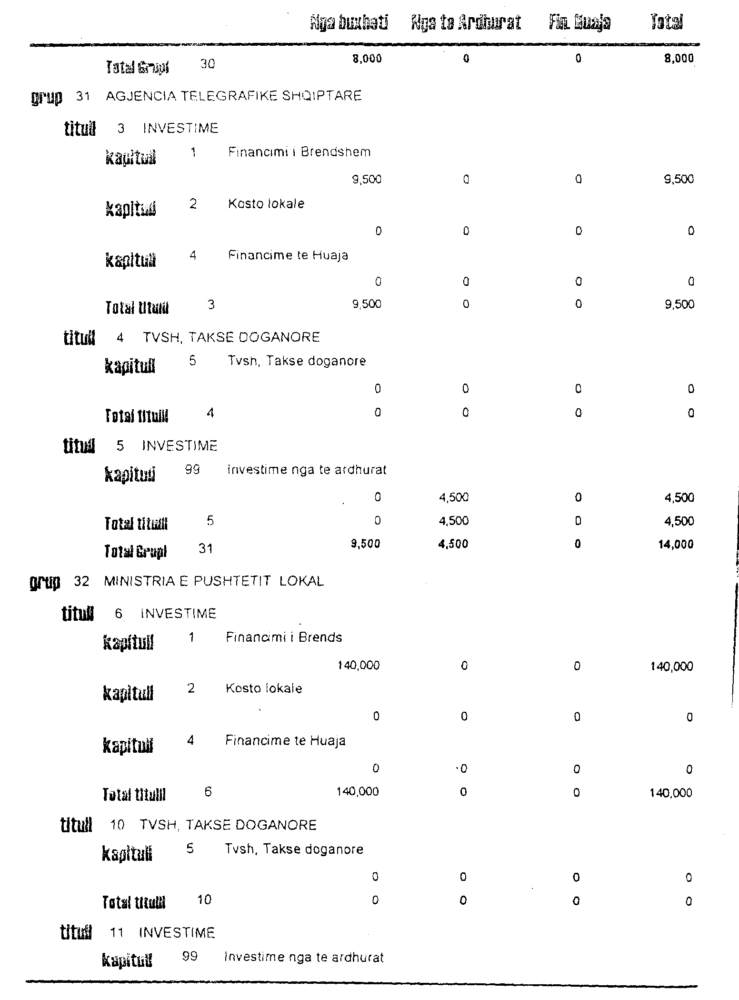 Nga buxheti Nga te Ardhurat Fin. Huaja Total
Total Grupi 30 8,000 0 0 8,000
grup 31 AGJENCIA TELEGRAFIKE SHQIPTARE
titull 3 INVESTIME
kapitull 1 Financimi i Brendshem
9,500 0 0 9,500
kapitull 2 Kosto lokale
0 0 0 0
kapitull 4 Financime te Huaja
0 0 0 0
Total titulli 3 9,500 0 0 9,500
titull 4 TVSH, TAKSE DOGANORE
kapitull 5 Tvsh, Takse doganore
0 0 0 0
Total titulli 4 0 0 0 0
titull 5 INVESTIME
kapitull 99 Investime nga te ardhurat
0 4,500 0 4,500
Total titulli 5 0 4,500 0 4,500
Total Grupi 31 9,500 4,500 0 14,000
grup 32 MINISTRIA E PUSHTETIT LOKAL
titull 6 INVESTIME
kapitull 1 Financimi i Brends
140,000 0 0 140,000
kapitull 2 Kosto lokale
0 0 0 0
kapitull 4 Financime te Huaja
0 0 0 0
Total titulli 6 140,000 0 0 140,000
titull 10 TVSH, TAKSE DOGANORE
kapitull 5 Tvsh, Takse doganore
0 0 0 0
Total titulli 10 0 0 0 0
titull 11 INVESTIME
kapitull 99 Investime nga te ardhurat